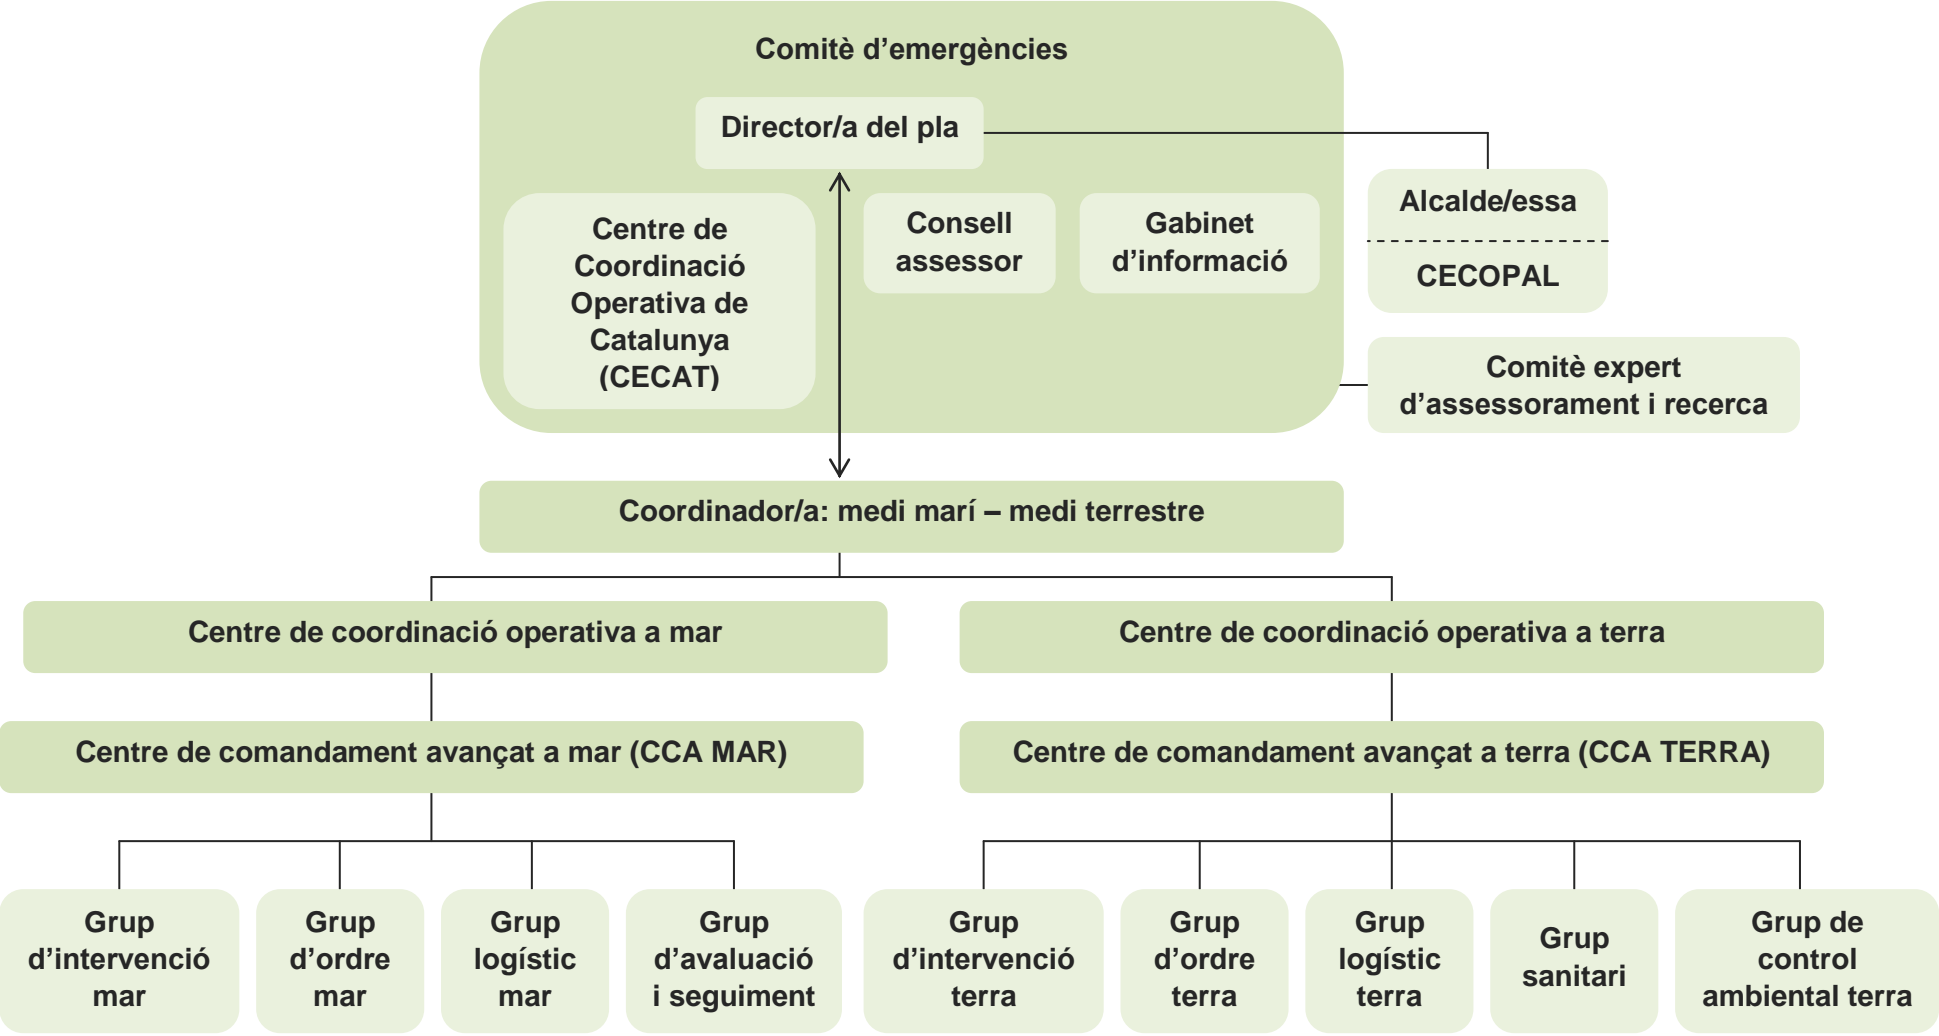 Comitè d’emergències
Director/a del pla
Centre de
Coordinació
Operativa de
Catalunya
(CECAT)
Consell
assessor
Gabinet
d’informació
Alcalde/essa
CECOPAL
Comitè expert
d’assessorament i recerca
Coordinador/a: medi marí – medi terrestre
Centre de coordinació operativa a mar
Centre de coordinació operativa a terra
Centre de comandament avançat a mar (CCA MAR)
Centre de comandament avançat a terra (CCA TERRA)
Grup
d’intervenció
mar
Grup
d’ordre
mar
Grup
logístic
mar
Grup
d’avaluació
i seguiment
Grup
d’intervenció
terra
Grup
d’ordre
terra
Grup
logístic
terra
Grup
sanitari
Grup de
control
ambiental terra